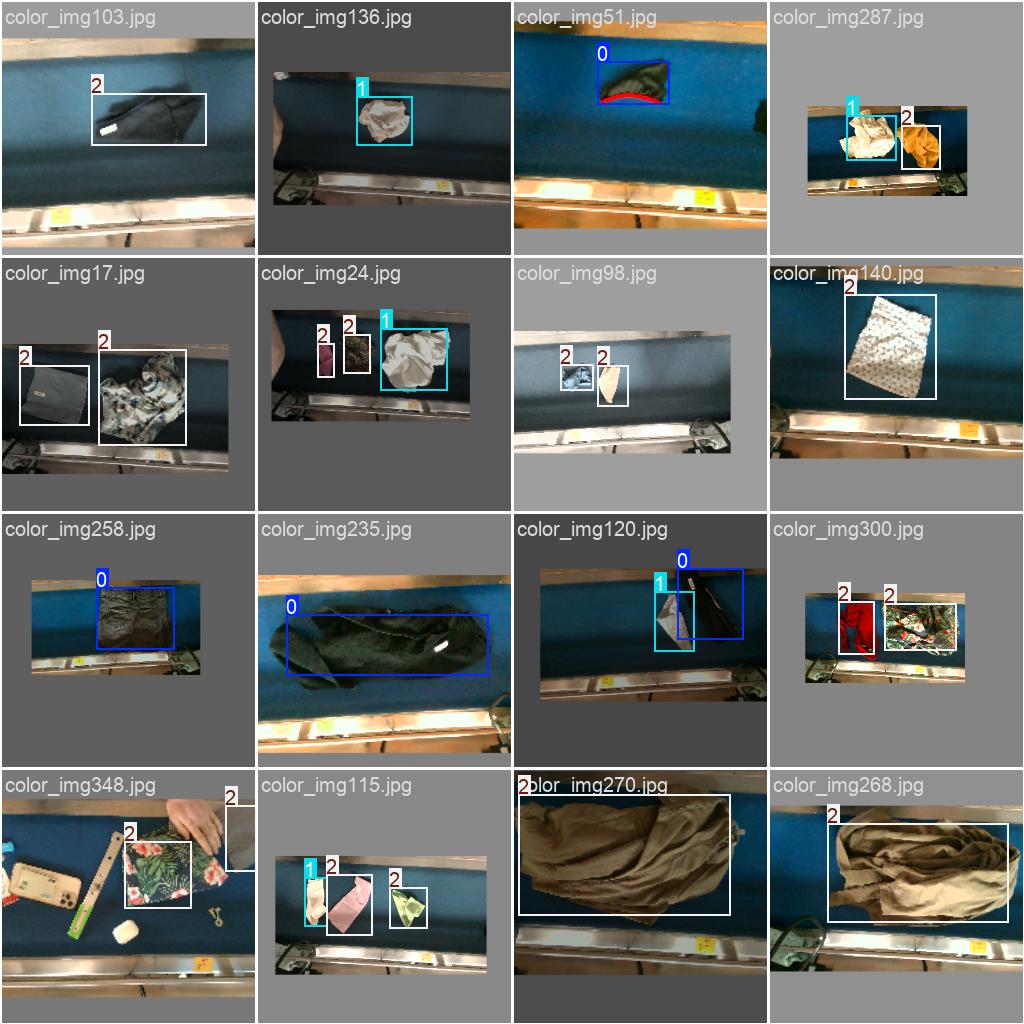 color_img103.jpg
2
color_img136.jpg
1
color_img51.jpg
0
color_img287.jpg
1
2
color_img17.jpg
2
2
color_img24.jpg
2
2
1
color_img98.jpg
2
2
color_img140.jpg
2
color_img258.jpg
0
color_img235.jpg
0
color_img120.jpg
1
0
color_img300.jpg
2
2
color_img348.jpg
2
2
color_img115.jpg
1
2
2
color_img270.jpg
2
color_img268.jpg
2